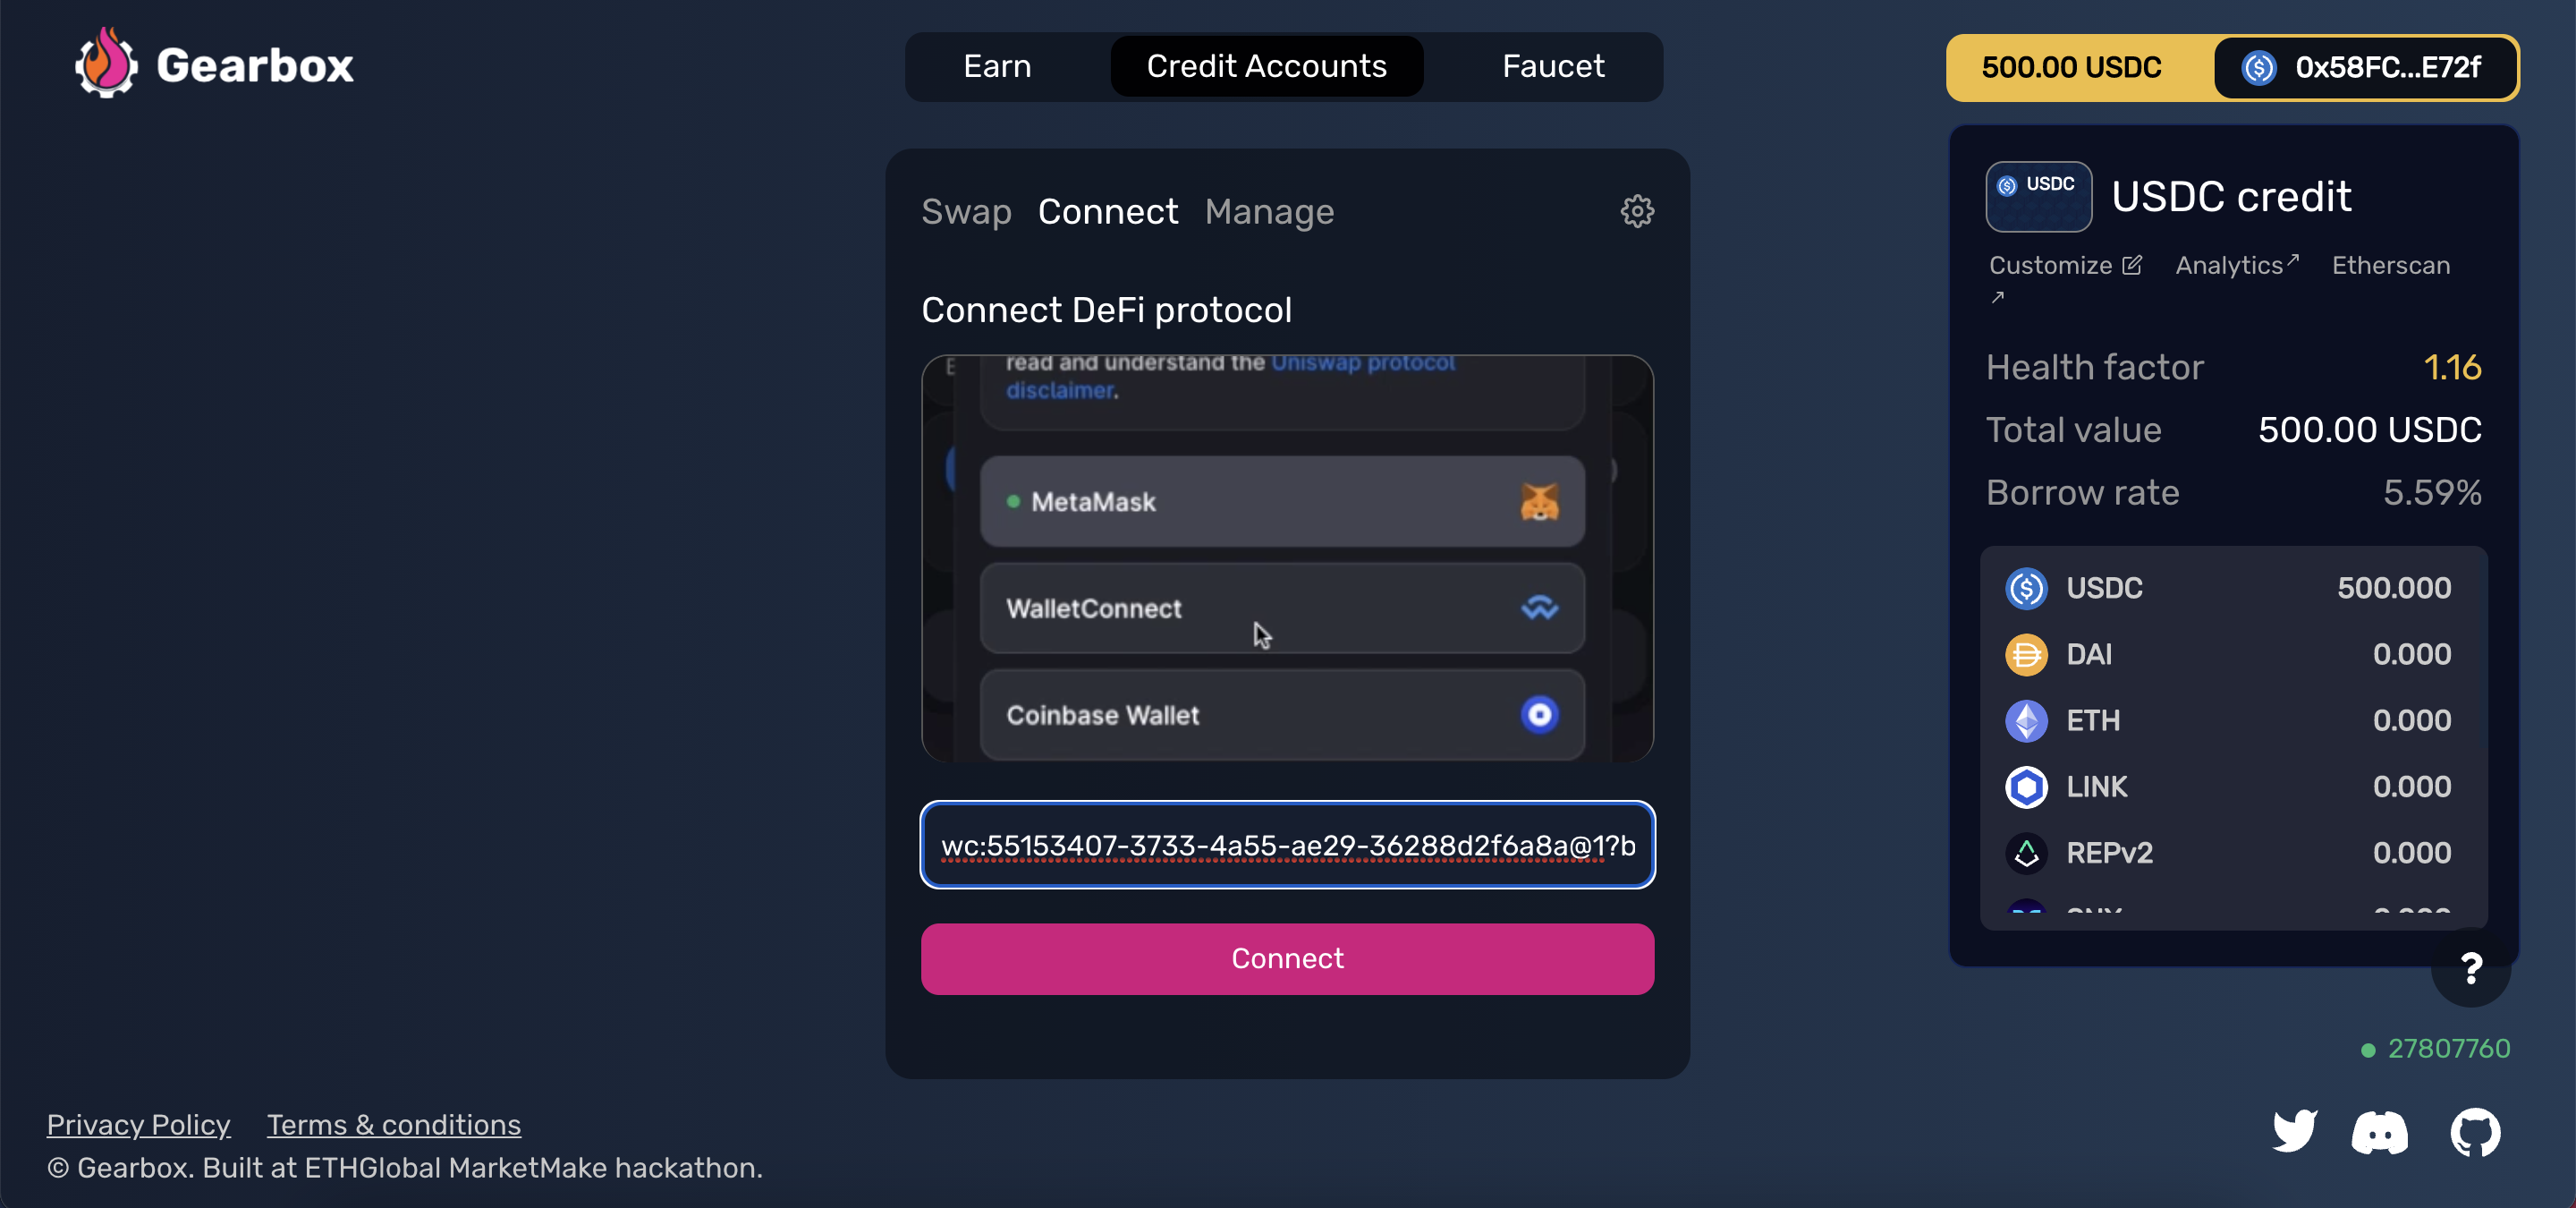 Gearbox
Earn
Credit Accounts
Faucet
500.00 USDC
0x58FC...E72f
Swap
Connect
Manage
Connect DeFi protocol
read and understand the Uniswap protocol
disclaimer.
MetaMask
WalletConnect
Coinbase Wallet
wc:55153407-3733-4a55-ae29-36288d2f6a8a@1?b
Connect
USDC
USDC credit
Customize
Analytics
Etherscan
Health factor
1.16
Total value
500.00 USDC
Borrow rate
5.59%
USDC
500.000
DAI
0.000
ETH
0.000
LINK
0.000
REPv2
0.000
?
27807760
Privacy Policy
Terms & conditions
© Gearbox. Built at ETHGlobal MarketMake hackathon.